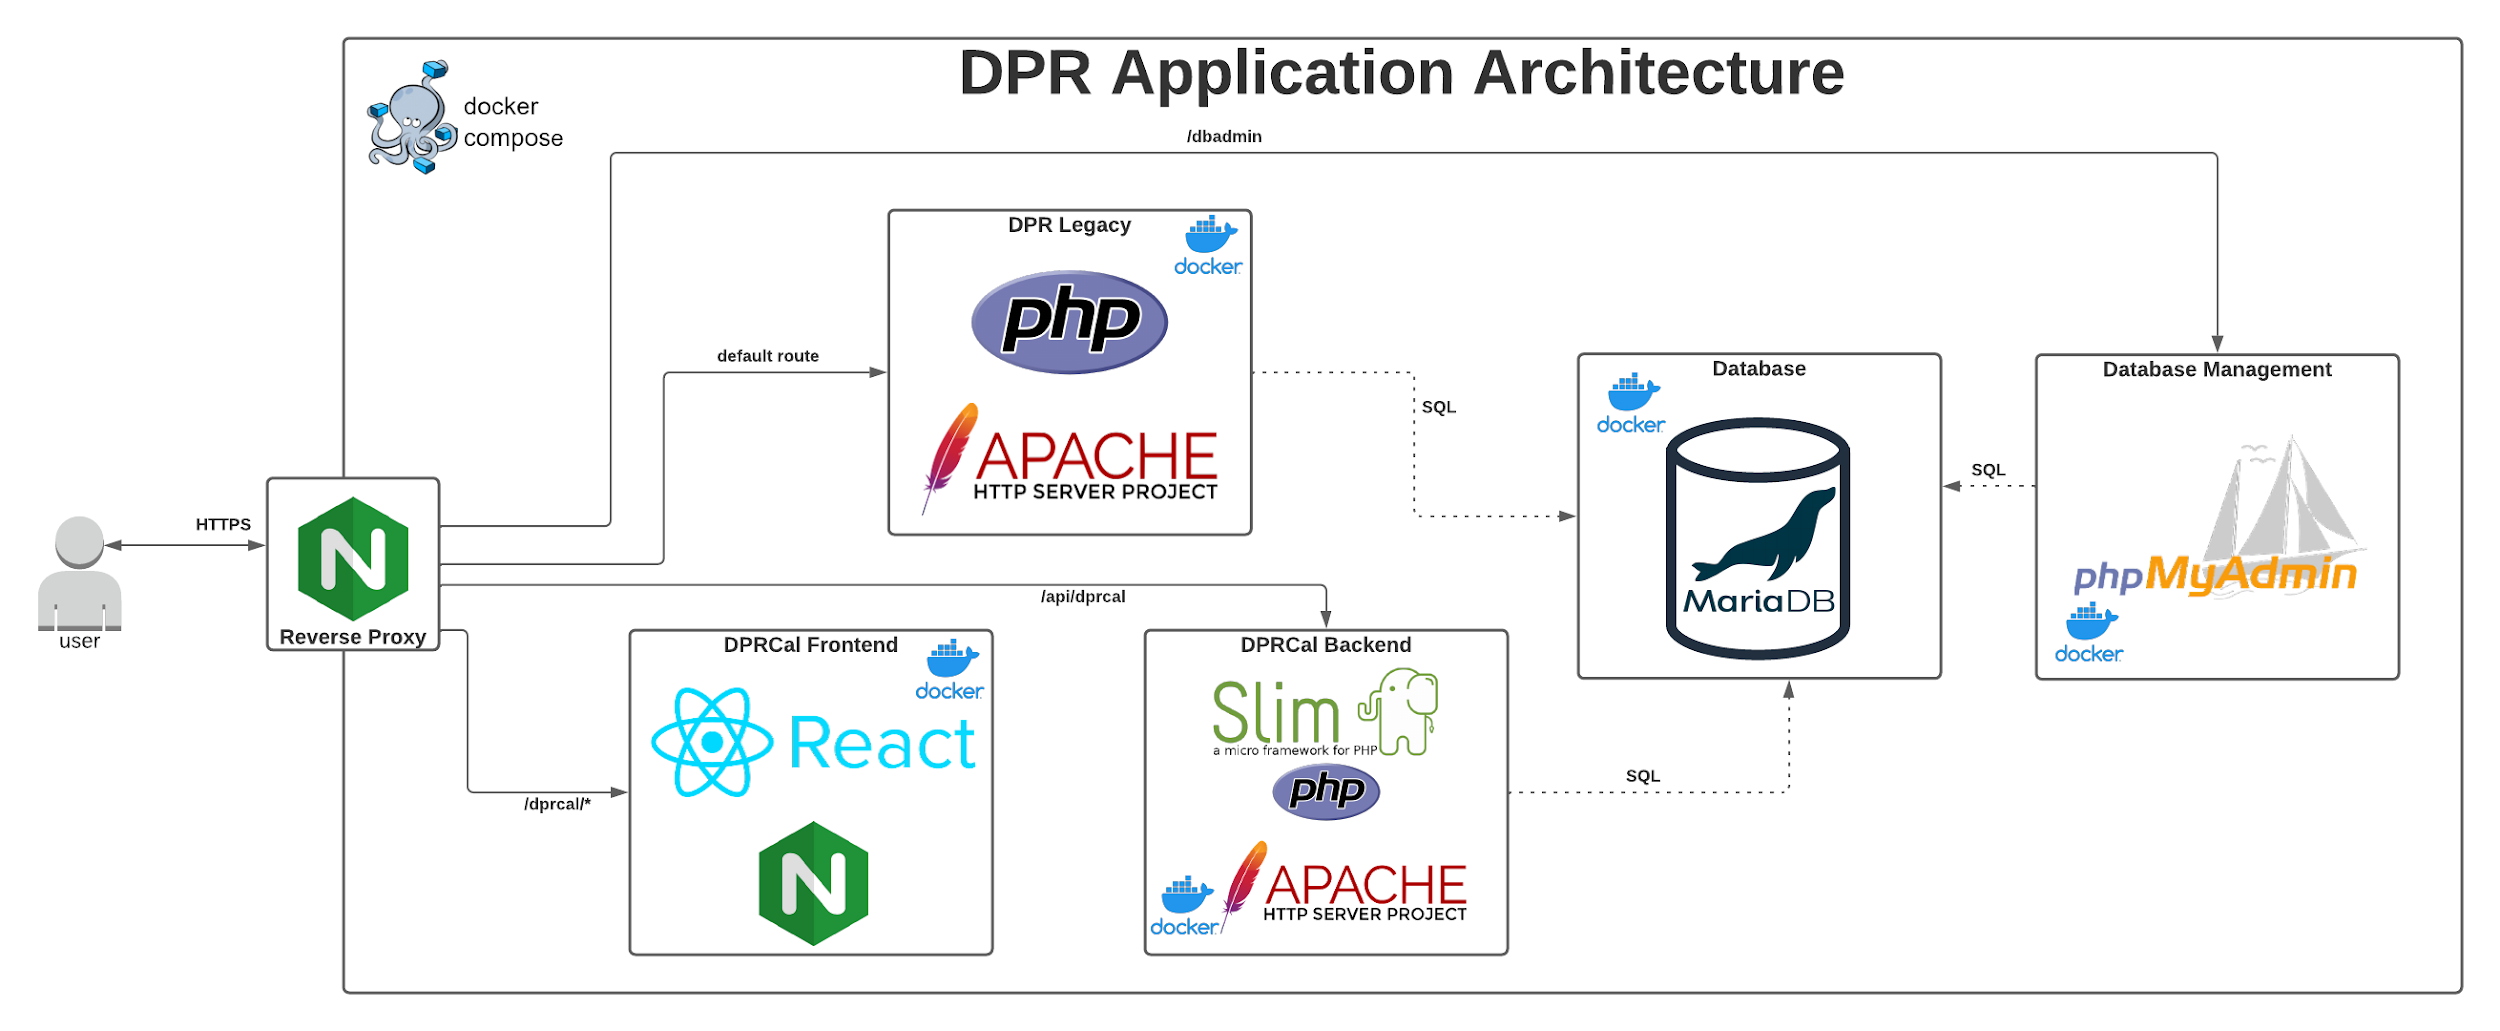 DPR Application Architecture
docker
compose
/dbadmin
DPR Legacy
docker
php
default route
APACHE
HTTP SERVER PROJECT
SQL
Database
docker
MariaDB
Database Management
SQL
phpMyAdmin
docker
HTTPS
user
N
Reverse Proxy
/api/dprcal
DPRCal Frontend
docker
React
N
/dprcal/*
DPRCal Backend
Slim
a micro framework for PHP
php
docker
APACHE
HTTP SERVER PROJECT
SQL